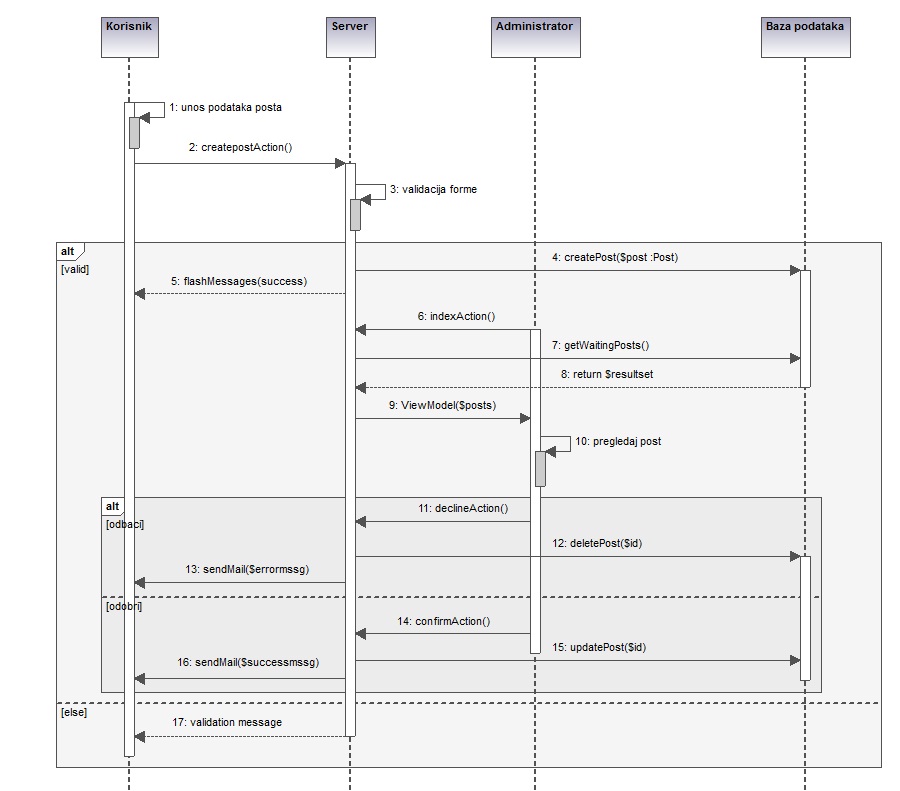 Korisnik
Server
Administrator
Baza podataka
1: unos podataka posta
2: createpostAction()
3: validacija forme
alt
[valid]
4: createPost($post :Post)
5: flashMessages(success)
6: indexAction()
7: getWaitingPosts()
8: return $resultset
9: ViewModel($posts)
10: pregledaj post
alt
[odbaci]
11: declineAction()
12: deletePost($id)
13: sendMail($errormssg)
[odobri]
14: confirmAction()
15: updatePost($id)
16: sendMail($successmssg)
[else]
17: validation message